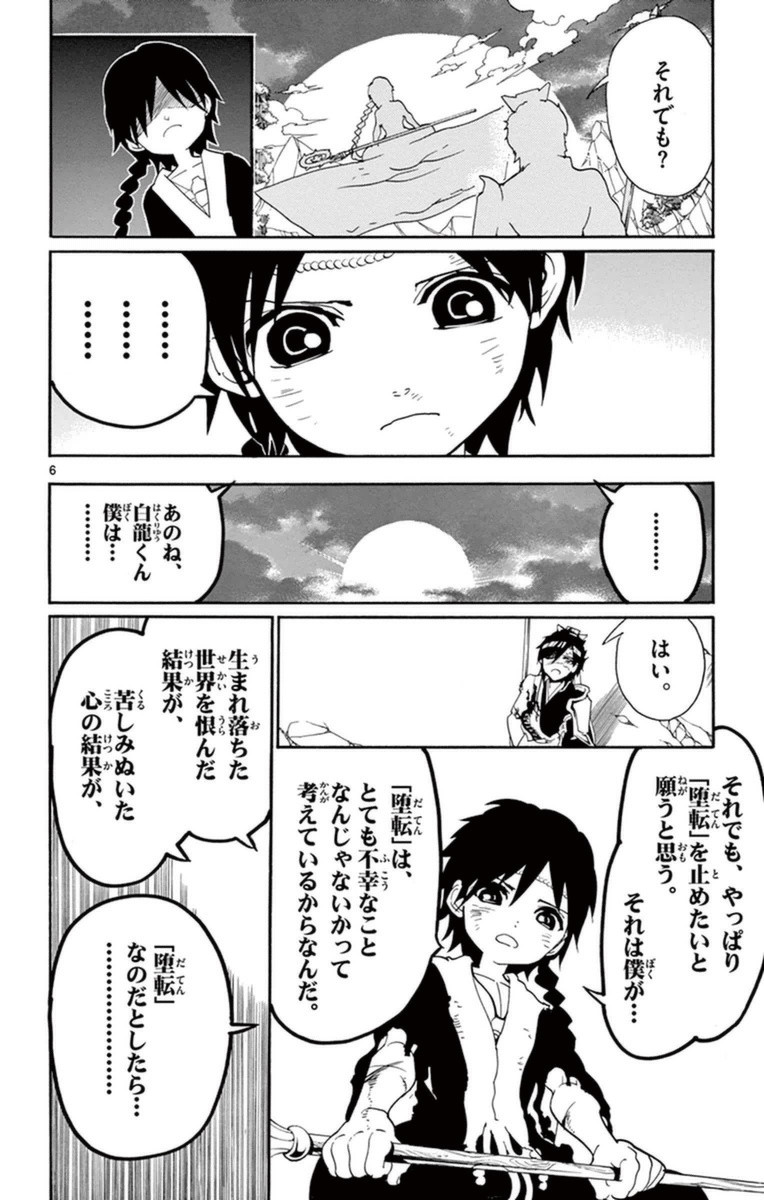 それでも？
………
………
………
………
あのね、
白龍くん
僕は…
………
はい。
それでも、やっぱり
「堕転」を止めたいと
願うと思う。
それは僕が…
「堕転」は、
とても不幸なこと
なんじゃないかって
考えているからなんだ。
生まれ落ちた
世界を恨んだ
結果が、
苦しみぬいた
心の結果が、
「堕転」
なのだとしたら…
……………
6